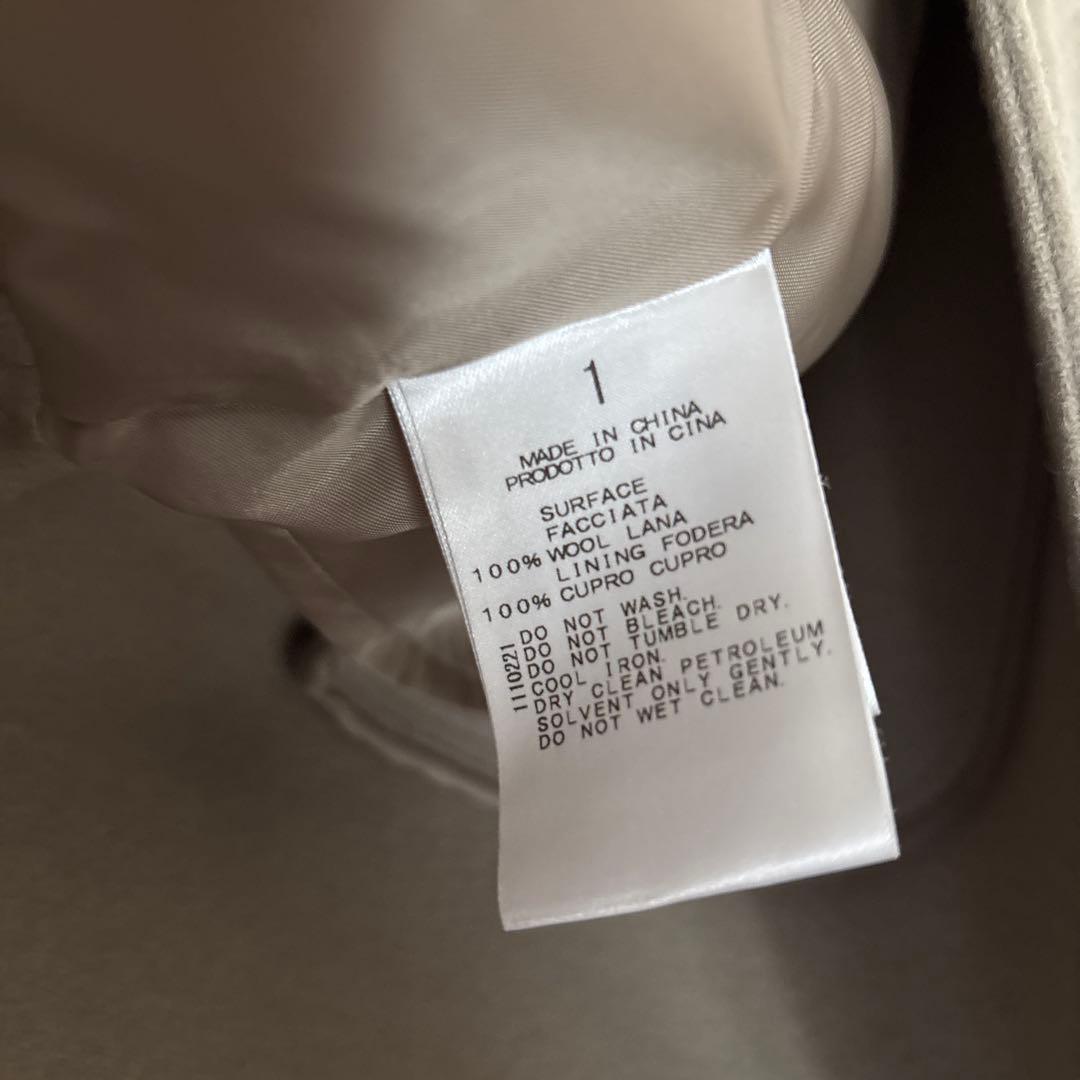 1
MADE IN CHINA
PRODOTTO IN CINA
SURFACE
FACCIATA
100% WOOL LANA
LINING FODERA
100% CUPRO CUPRO
DO NOT WASH.
DO NOT BLEACH.
DO NOT TUMBLE DRY.
COOL IRON.
DRY CLEAN PETROLEUM
SOLVENT ONLY GENTLY.
DO NOT WET CLEAN.
1110221